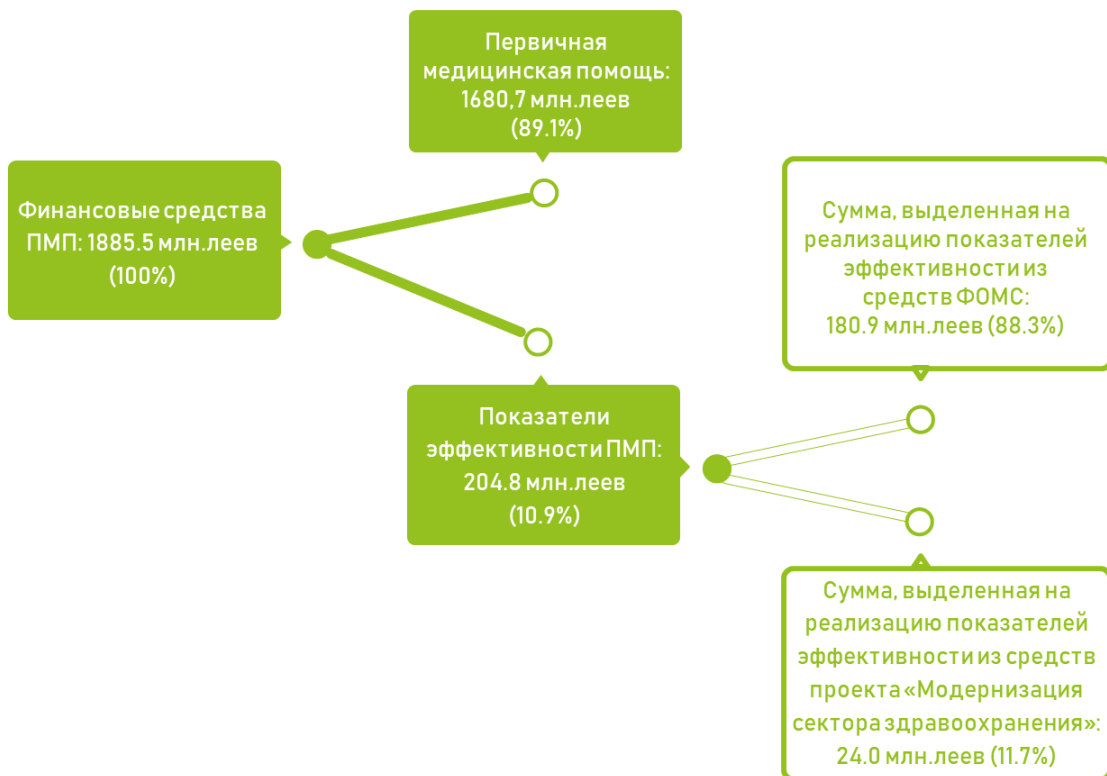 Первичная
медицинская помощь:
1680,7 млн.леев
(89.1%)
Финансовые средства
ПМП: 1885.5 млн.леев
(100%)
Сумма, выделенная на
реализацию показателей
эффективности из
средств ФОМС:
180.9 млн.леев (88.3%)
Показатели
эффективности ПМП:
204.8 млн.леев
(10.9%)
Сумма, выделенная на
реализацию показателей
эффективности из средств
проекта «Модернизация
сектора здравоохранения»:
24.0 млн.леев (11.7%)